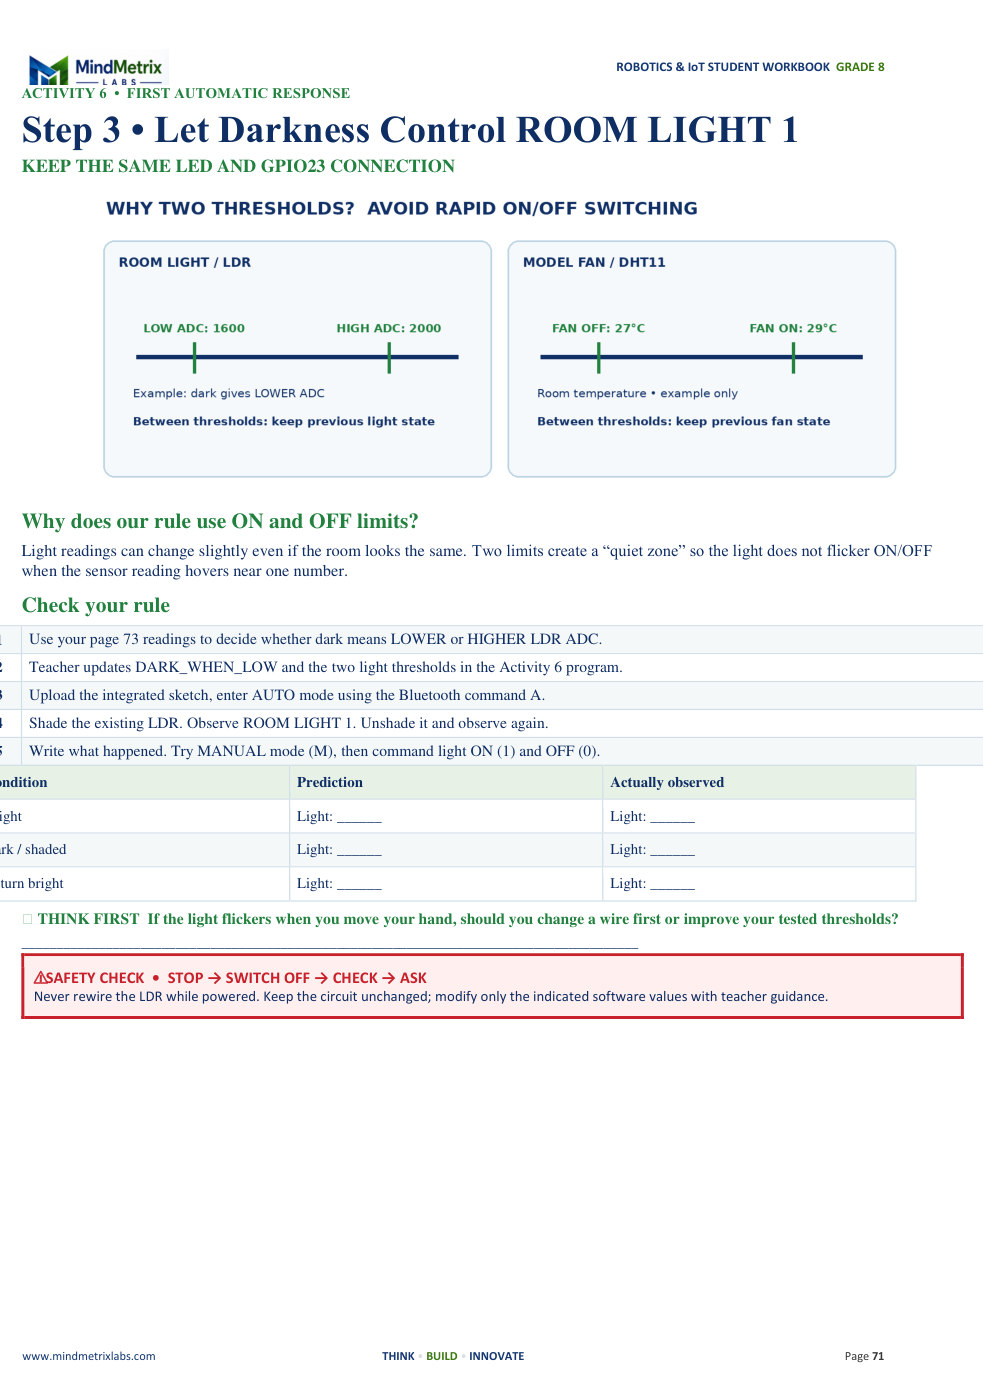 MindMetrix
LABS
ROBOTICS & IoT STUDENT WORKBOOK GRADE 8
ACTIVITY 6 • FIRST AUTOMATIC RESPONSE
Step 3 • Let Darkness Control ROOM LIGHT 1
KEEP THE SAME LED AND GPIO23 CONNECTION
WHY TWO THRESHOLDS? AVOID RAPID ON/OFF SWITCHING
ROOM LIGHT / LDR
LOW ADC: 1600 HIGH ADC: 2000
Example: dark gives LOWER ADC
Between thresholds: keep previous light state
MODEL FAN / DHT11
FAN OFF: 27°C FAN ON: 29°C
Room temperature • example only
Between thresholds: keep previous fan state
Why does our rule use ON and OFF limits?
Light readings can change slightly even if the room looks the same. Two limits create a “quiet zone” so the light does not flicker ON/OFF
when the sensor reading hovers near one number.
Check your rule
Use your page 73 readings to decide whether dark means LOWER or HIGHER LDR ADC.
2 Teacher updates DARK_WHEN_LOW and the two light thresholds in the Activity 6 program.
3 Upload the integrated sketch, enter AUTO mode using the Bluetooth command A.
4 Shade the existing LDR. Observe ROOM LIGHT 1. Unshade it and observe again.
5 Write what happened. Try MANUAL mode (M), then command light ON (1) and OFF (0).
ndition Prediction Actually observed
ight Light: ______ Light: ______
rk / shaded Light: ______ Light: ______
turn bright Light: ______ Light: ______
☐ THINK FIRST If the light flickers when you move your hand, should you change a wire first or improve your tested thresholds?
⚠SAFETY CHECK • STOP → SWITCH OFF → CHECK → ASK
Never rewire the LDR while powered. Keep the circuit unchanged; modify only the indicated software values with teacher guidance.
www.mindmetrixlabs.com THINK • BUILD • INNOVATE Page 71